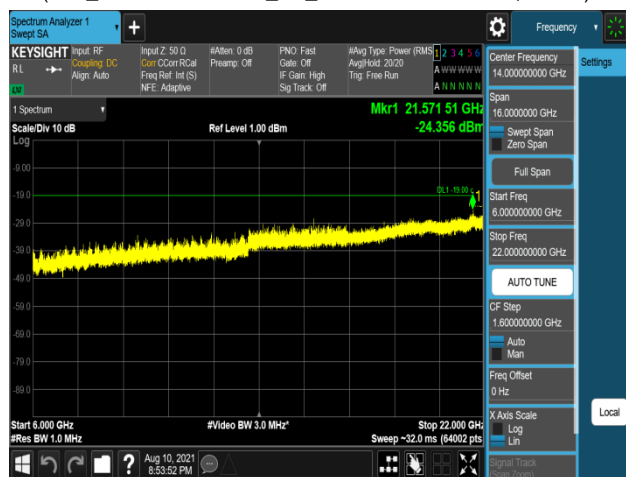 Spectrum Analyzer 1
Swept SA
Frequency
KEYSIGHT
RL
LV
Input: RF
Coupling: DC
Align: Auto
Input Z: 50 Ω
Corr CCorr RCal
Freq Ref: Int (S)
NFE: Adaptive
#Atten: 0 dB
Preamp: Off
PNO: Fast
Gate: Off
IF Gain: High
Sig Track: Off
#Avg Type: Power (RMS
Avg|Hold: 20/20
Trig: Free Run
1 2 3 4 5 6
A W W W W W
A N N N N N
Center Frequency
14.00000000 GHz
Settings
Span
16.0000000 GHz
Swept Span
Zero Span
Full Span
Start Freq
6.000000000 GHz
Stop Freq
22.00000000 GHz
AUTO TUNE
CF Step
1.600000000 GHz
Auto
Man
Freq Offset
0 Hz
X Axis Scale
Log
Lin
Local
Signal Track
(Span Zoom)
1 Spectrum
Mkr1 21.571 51 GHz
-24.356 dBm
Scale/Div 10 dB
Ref Level 1.00 dBm
Log
-9.00
-19.0
DL1 -19.00
1
-29.0
-39.0
-49.0
-59.0
-69.0
-79.0
-89.0
Start 6.000 GHz
#Video BW 3.0 MHz*
Stop 22.000 GHz
#Res BW 1.0 MHz
Sweep ~32.0 ms (64002 pts
?
Aug 10, 2021
8:53:52 PM